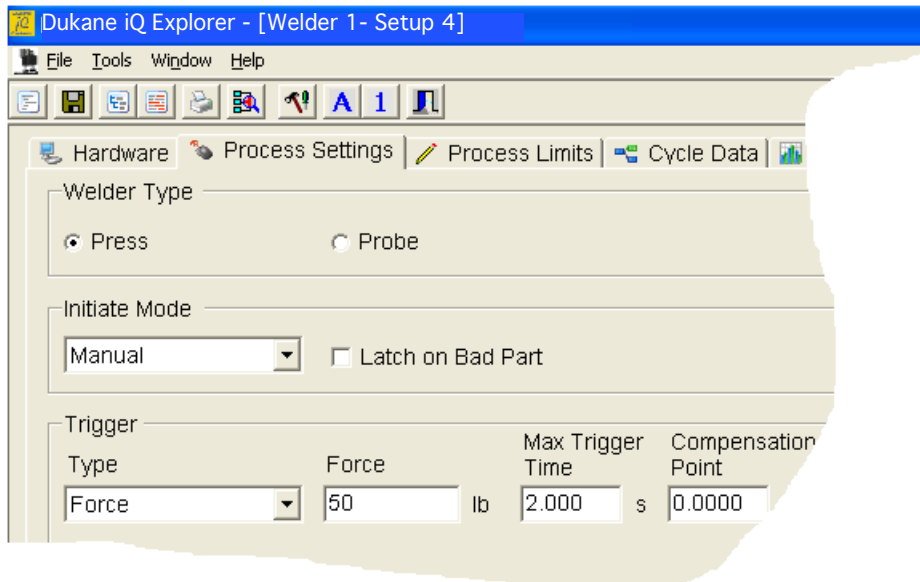 Dukane iQ Explorer - [Welder 1- Setup 4]
File Tools Window Help
A 1
Hardware Process Settings Process Limits Cycle Data
Welder Type
Press Probe
Initiate Mode
Manual Latch on Bad Part
Trigger
Type Force Max Trigger Time Compensation Point
Force 50 lb 2.000 s 0.0000